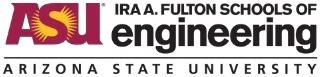 ASU IRA A. FULTON SCHOOLS OF
engineering
ARIZONA STATE UNIVERSITY